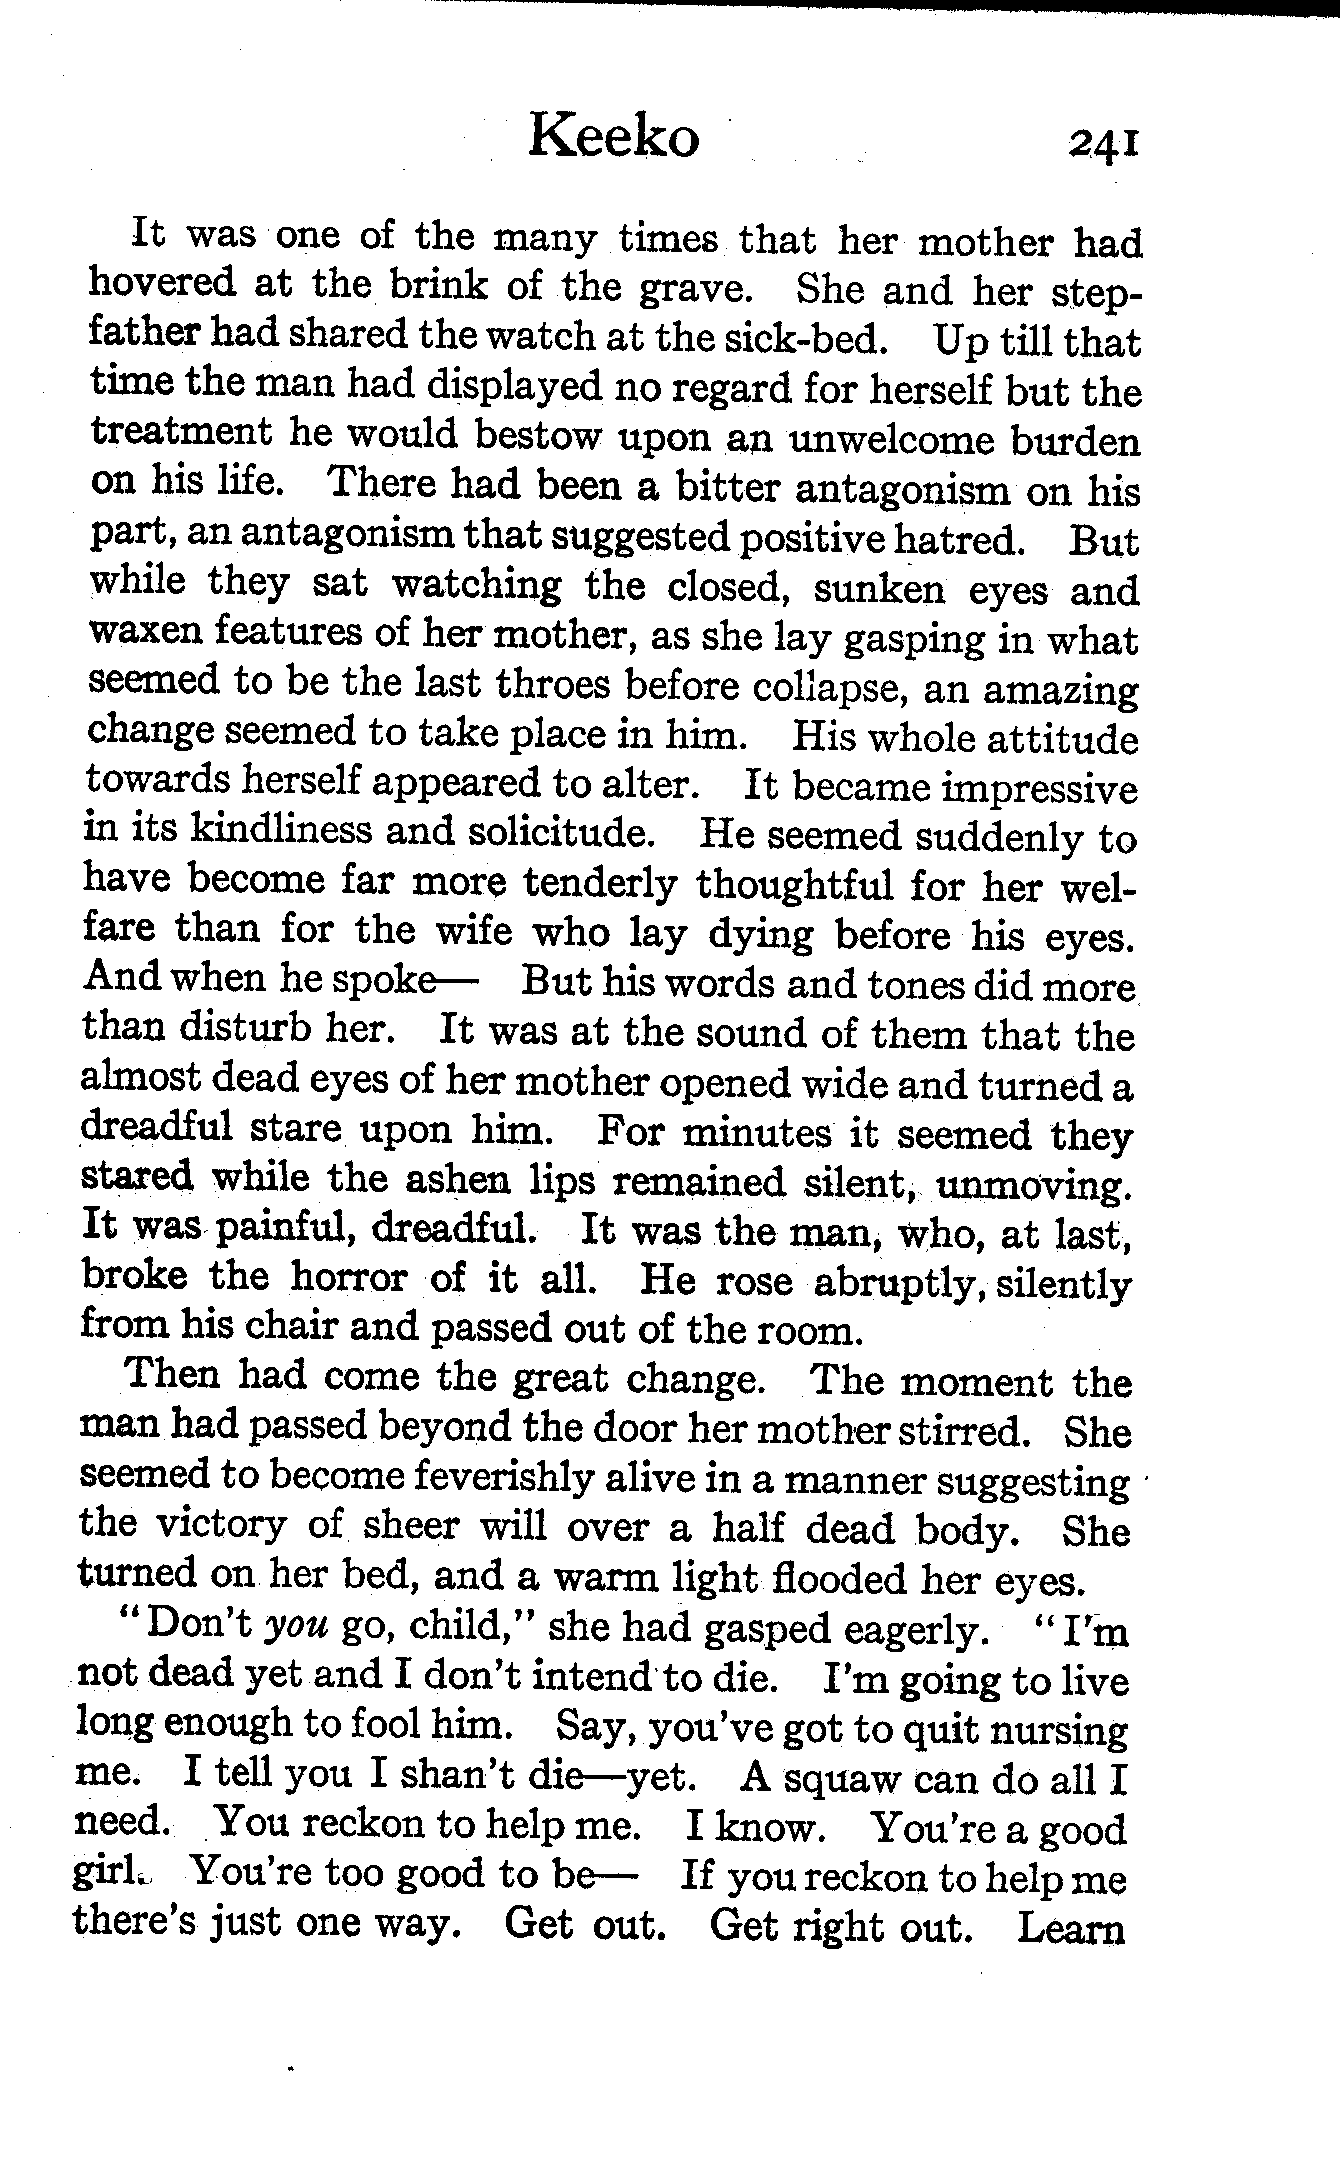 Keeko 241
It was one of the many times that her mother had
hovered at the brink of the grave. She and her step-
father had shared the watch at the sick-bed. Up till that
time the man had displayed no regard for herself but the
treatment he would bestow upon an unwelcome burden
on his life. There had been a bitter antagonism on his
part, an antagonism that suggested positive hatred. But
while they sat watching the closed, sunken eyes and
waxen features of her mother, as she lay gasping in what
seemed to be the last throes before collapse, an amazing
change seemed to take place in him. His whole attitude
towards herself appeared to alter. It became impressive
in its kindliness and solicitude. He seemed suddenly to
have become far more tenderly thoughtful for her wel-
fare than for the wife who lay dying before his eyes.
And when he spoke— But his words and tones did more
than disturb her. It was at the sound of them that the
almost dead eyes of her mother opened wide and turned a
dreadful stare upon him. For minutes it seemed they
stared while the ashen lips remained silent, unmoving.
It was painful, dreadful. It was the man, who, at last,
broke the horror of it all. He rose abruptly, silently
from his chair and passed out of the room.
Then had come the great change. The moment the
man had passed beyond the door her mother stirred. She
seemed to become feverishly alive in a manner suggesting
the victory of sheer will over a half dead body. She
turned on her bed, and a warm light flooded her eyes.
"Don't you go, child," she had gasped eagerly. "I'm
not dead yet and I don't intend to die. I'm going to live
long enough to fool him. Say, you've got to quit nursing
me. I tell you I shan't die—yet. A squaw can do all I
need. You reckon to help me. I know. You're a good
girl. You're too good to be— If you reckon to help me
there's just one way. Get out. Get right out. Learn